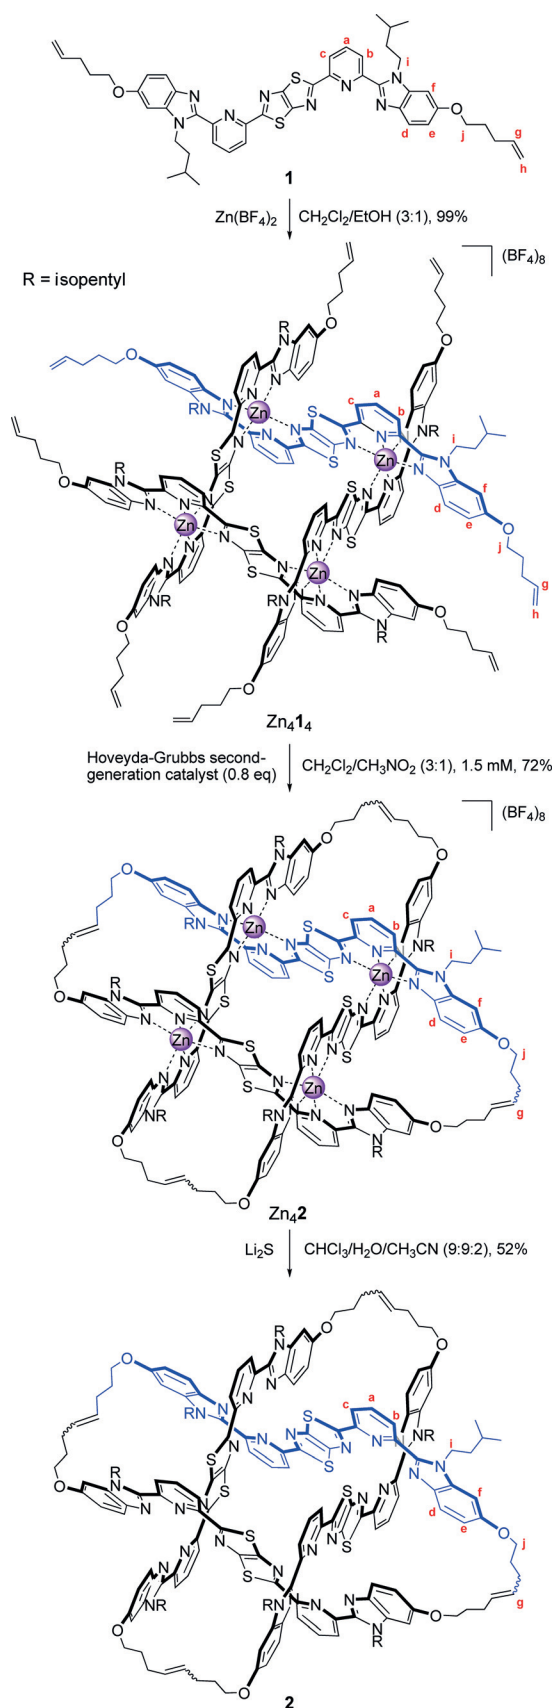 1
Zn(BF4)2
CH2Cl2/EtOH (3:1), 99%
R = isopentyl
(BF4)8
Zn414
Hoveyda-Grubbs second-
generation catalyst (0.8 eq)
CH2Cl2/CH3NO2 (3:1), 1.5 mM, 72%
(BF4)8
Zn42
Li2S
CHCl3/H2O/CH3CN (9:9:2), 52%
2